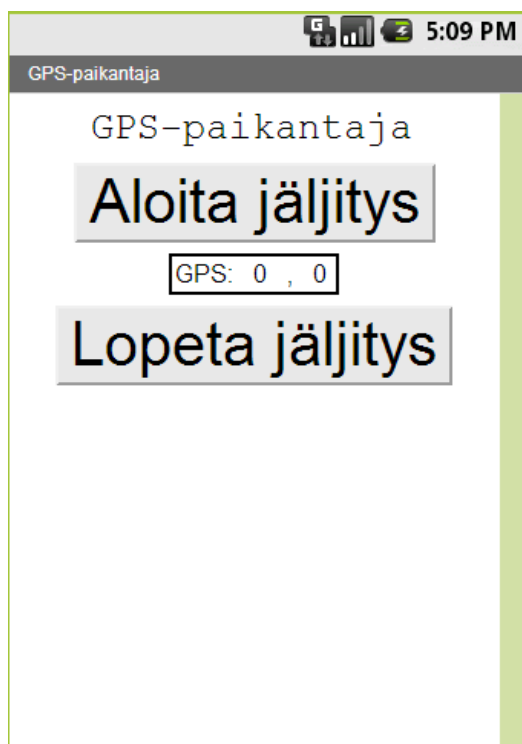 5:09 PM
GPS-paikantaja
GPS-paikantaja
Aloita jäljitys
GPS: 0 , 0
Lopeta jäljitys